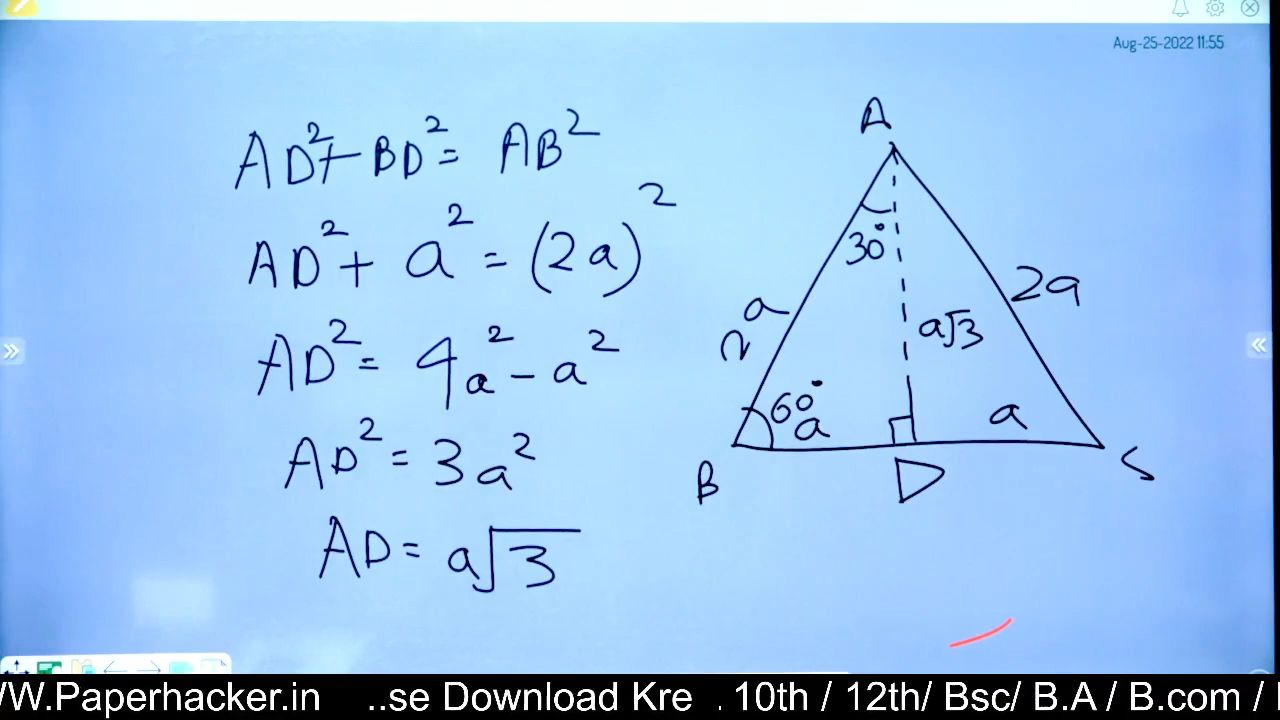 Aug-25-2022 11:55
AD²+BD² = AB²
AD² + a² = (2a)²
AD² = 4a² - a²
AD² = 3a²
AD = a√3
A
30°
2a
2a
a√3
60°
a
a
B
D
C
W.Paperhacker.in ..se Download Kre . 10th / 12th/ Bsc/ B.A / B.com /